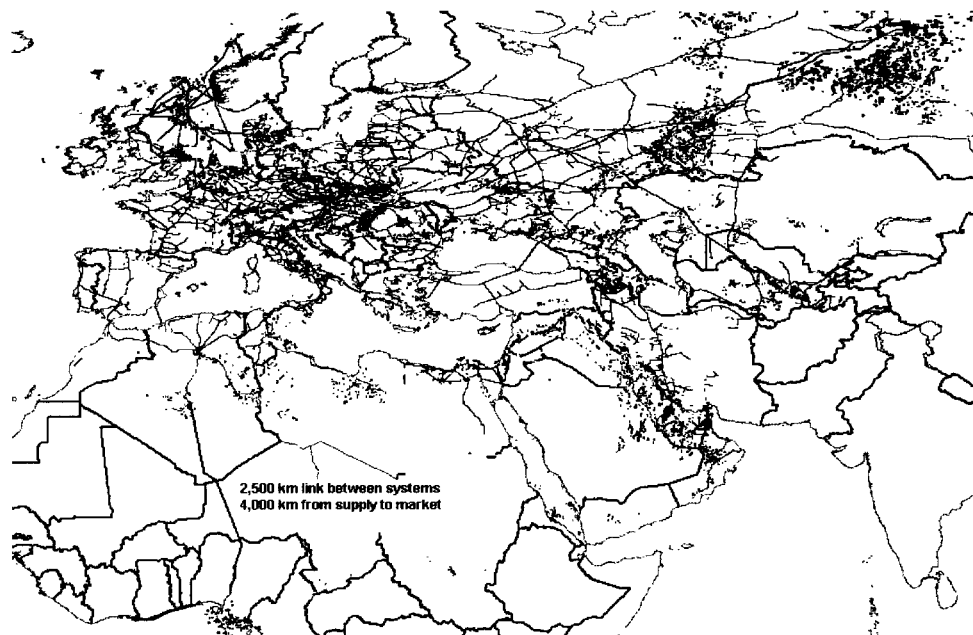 2,500 km link between systems
4,000 km from supply to market